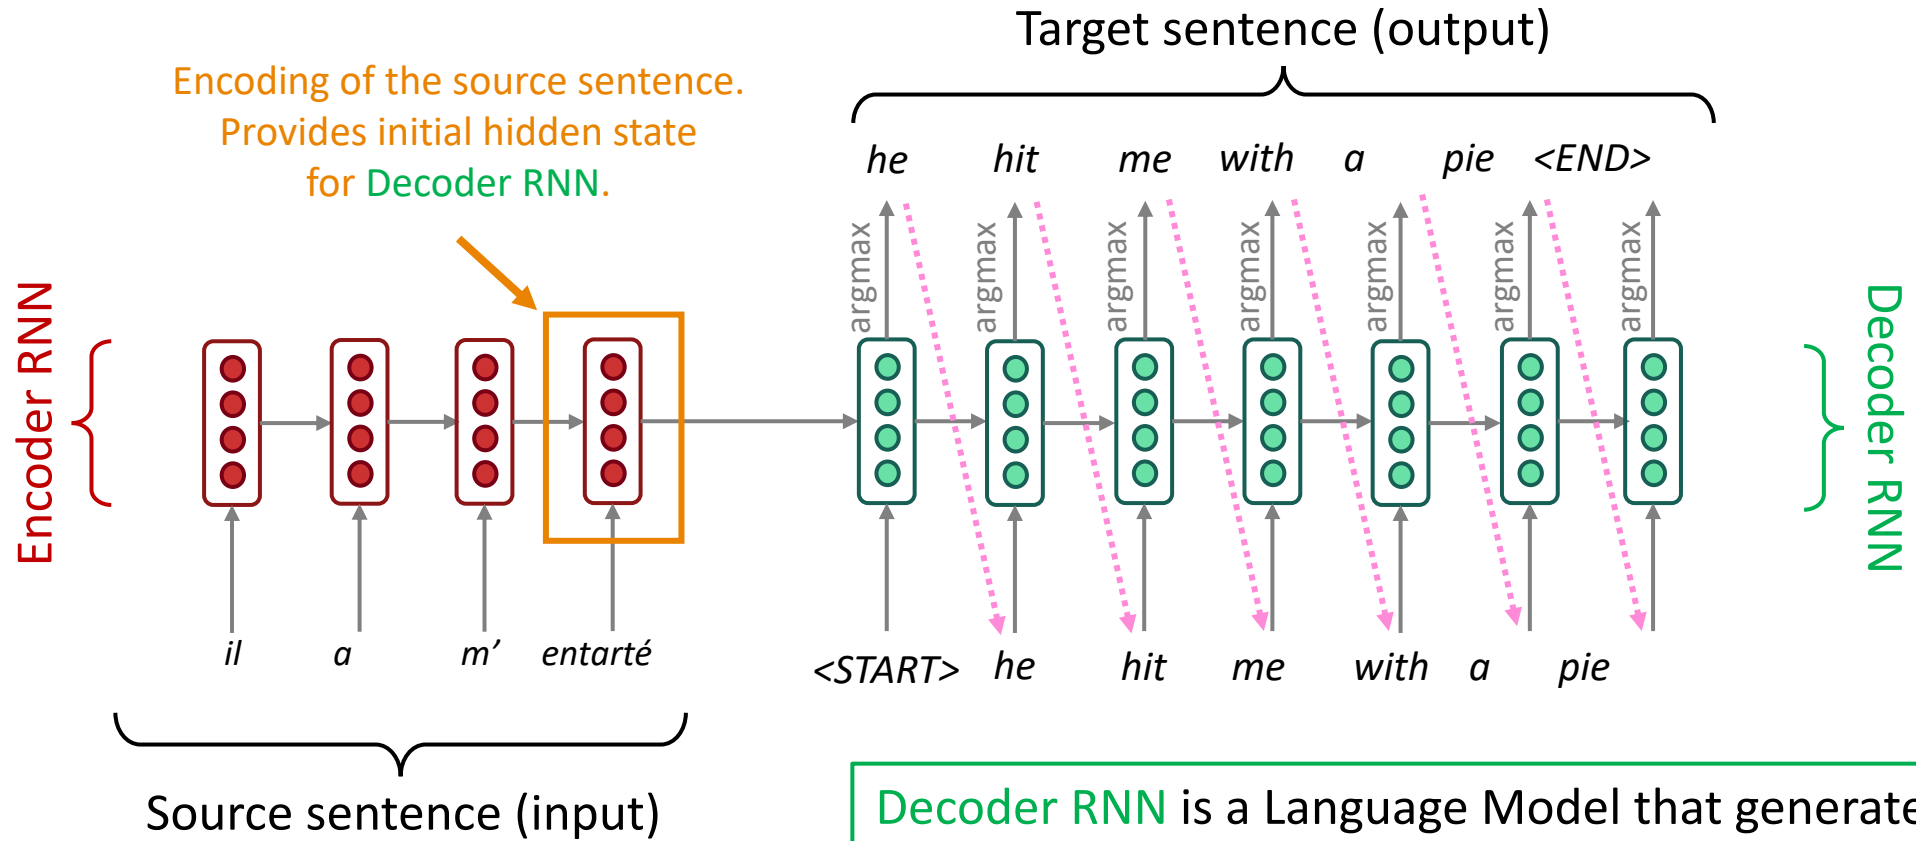 Target sentence (output)
Encoding of the source sentence.
Provides initial hidden state
for Decoder RNN.
he hit me with a pie <END>
argmax argmax argmax argmax argmax argmax argmax
Encoder RNN
Decoder RNN
il a m’ entarté
<START> he hit me with a pie
Source sentence (input)
Decoder RNN is a Language Model that generate